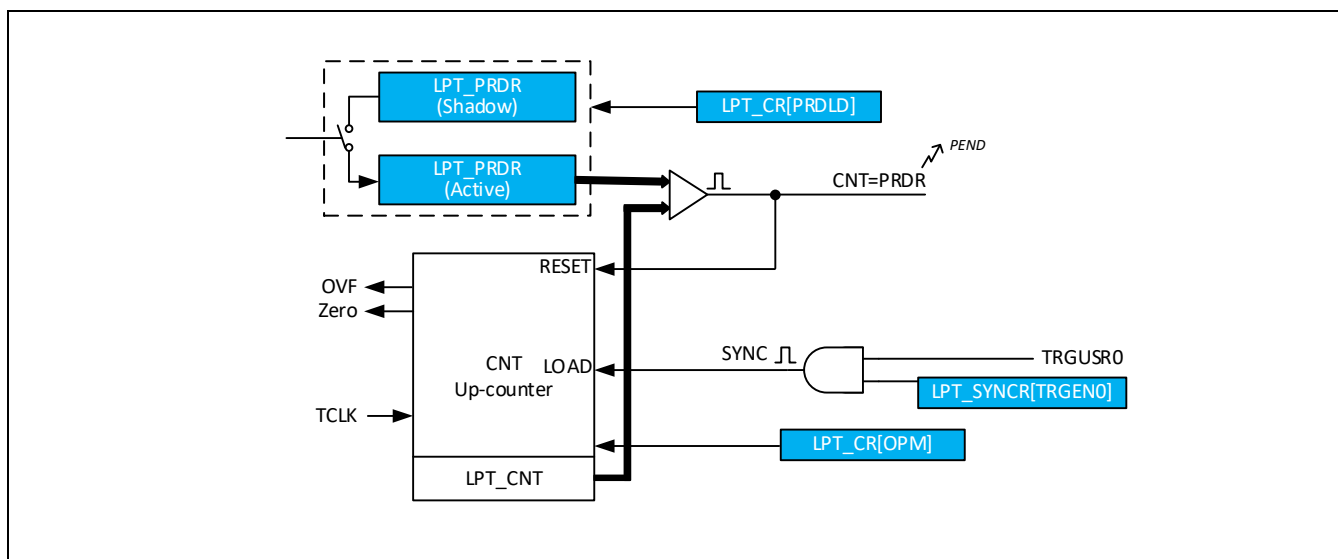 LPT_PRDR
(Shadow)
LPT_CR[PRDLD]
LPT_PRDR
(Active)
PEND
CNT=PRDR
RESET
OVF
Zero
CNT
Up-counter
LOAD
SYNC
TRGUSR0
LPT_SYNCR[TRGEN0]
TCLK
LPT_CR[OPM]
LPT_CNT